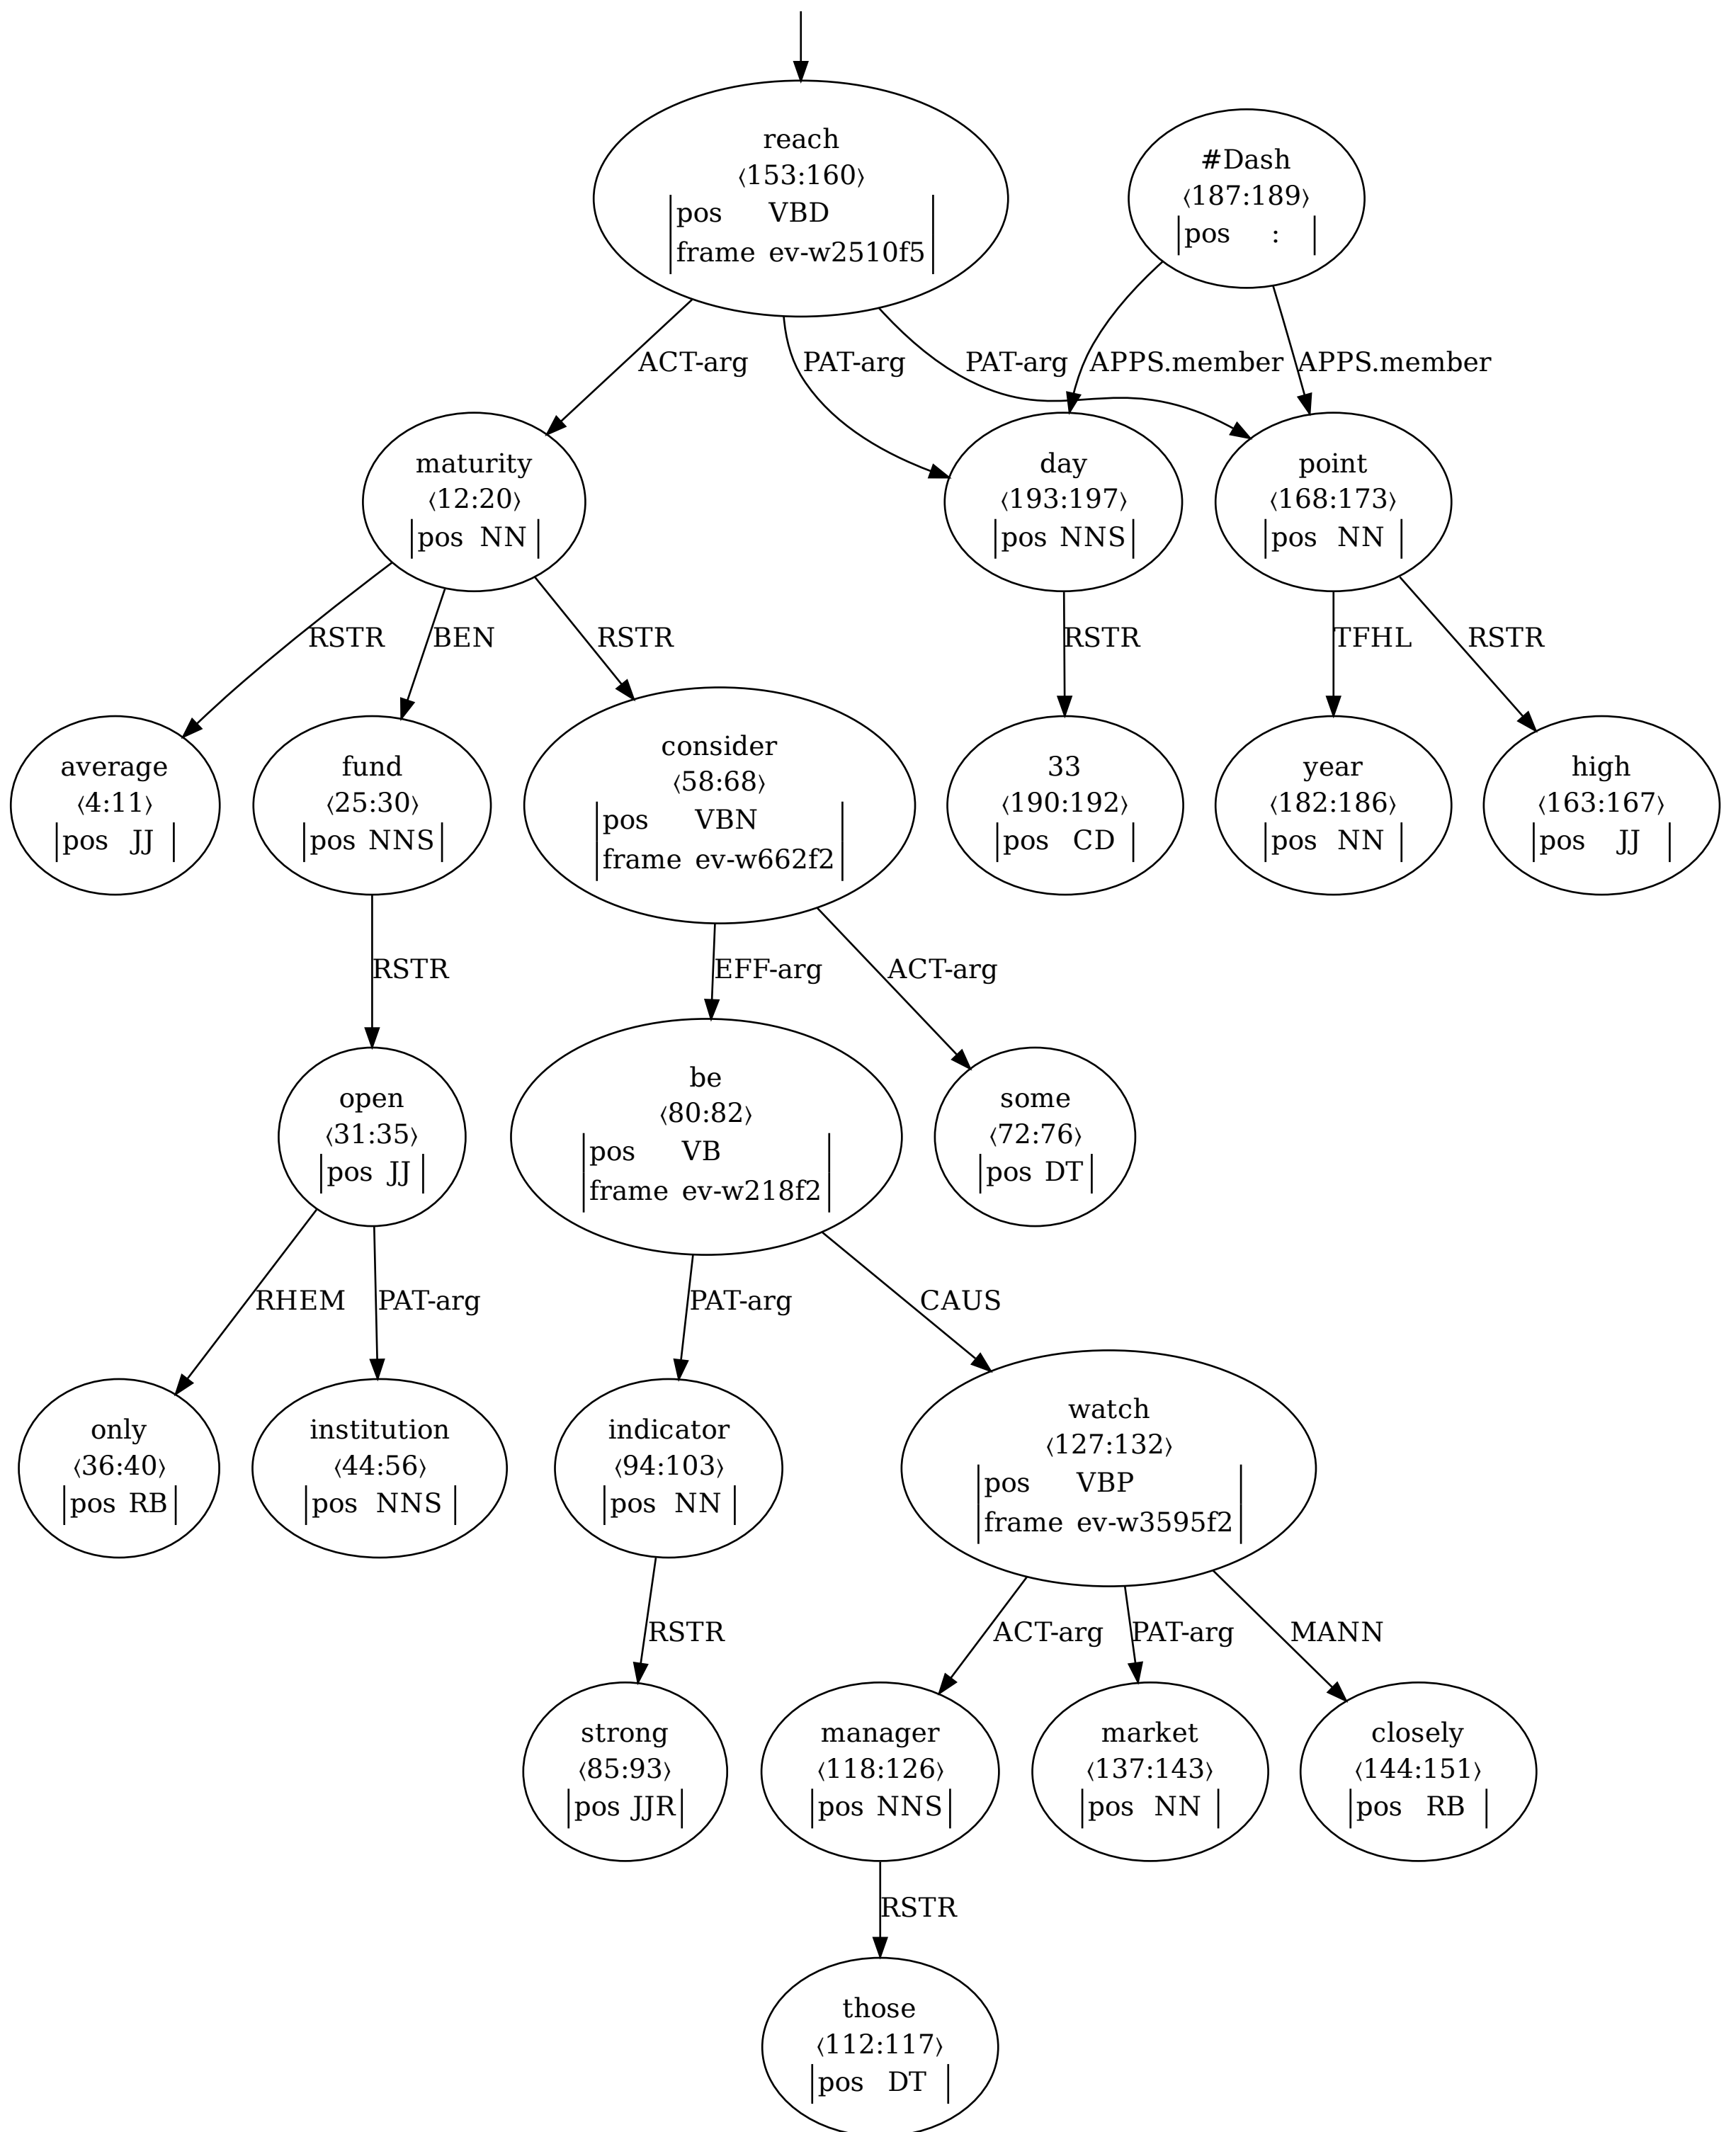 reach
⟨153:160⟩
pos VBD
frame ev-w2510f5
#Dash
⟨187:189⟩
pos :
ACT-arg
PAT-arg
PAT-arg
APPS.member
APPS.member
maturity
⟨12:20⟩
pos NN
day
⟨193:197⟩
pos NNS
point
⟨168:173⟩
pos NN
RSTR
BEN
RSTR
RSTR
TFHL
RSTR
average
⟨4:11⟩
pos JJ
fund
⟨25:30⟩
pos NNS
consider
⟨58:68⟩
pos VBN
frame ev-w662f2
33
⟨190:192⟩
pos CD
year
⟨182:186⟩
pos NN
high
⟨163:167⟩
pos JJ
RSTR
EFF-arg
ACT-arg
open
⟨31:35⟩
pos JJ
be
⟨80:82⟩
pos VB
frame ev-w218f2
some
⟨72:76⟩
pos DT
RHEM
PAT-arg
PAT-arg
CAUS
only
⟨36:40⟩
pos RB
institution
⟨44:56⟩
pos NNS
indicator
⟨94:103⟩
pos NN
watch
⟨127:132⟩
pos VBP
frame ev-w3595f2
RSTR
ACT-arg
PAT-arg
MANN
strong
⟨85:93⟩
pos JJR
manager
⟨118:126⟩
pos NNS
market
⟨137:143⟩
pos NN
closely
⟨144:151⟩
pos RB
RSTR
those
⟨112:117⟩
pos DT